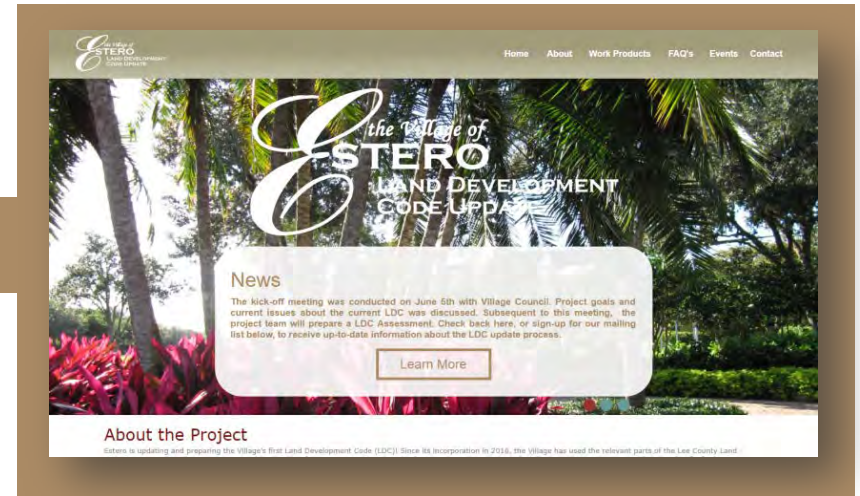 the Village of
ESTERO
LAND DEVELOPMENT
CODE UPDATE
Home About Work Products FAQ's Events Contact
the Village of
ESTERO
LAND DEVELOPMENT
CODE UPDATE
News
The kick-off meeting was conducted on June 6th with Village Council. Project goals and
current issues about the current LDC was discussed. Subsequent to this meeting, the
project team will prepare a LDC Assessment. Check back here, or sign-up for our mailing
list below, to receive up-to-date information about the LDC update process.
Learn More
About the Project
Estero is updating and preparing the Village's first Land Development Code (LDC)! Since its incorporation in 2016, the Village has used the relevant parts of the Lee County Land